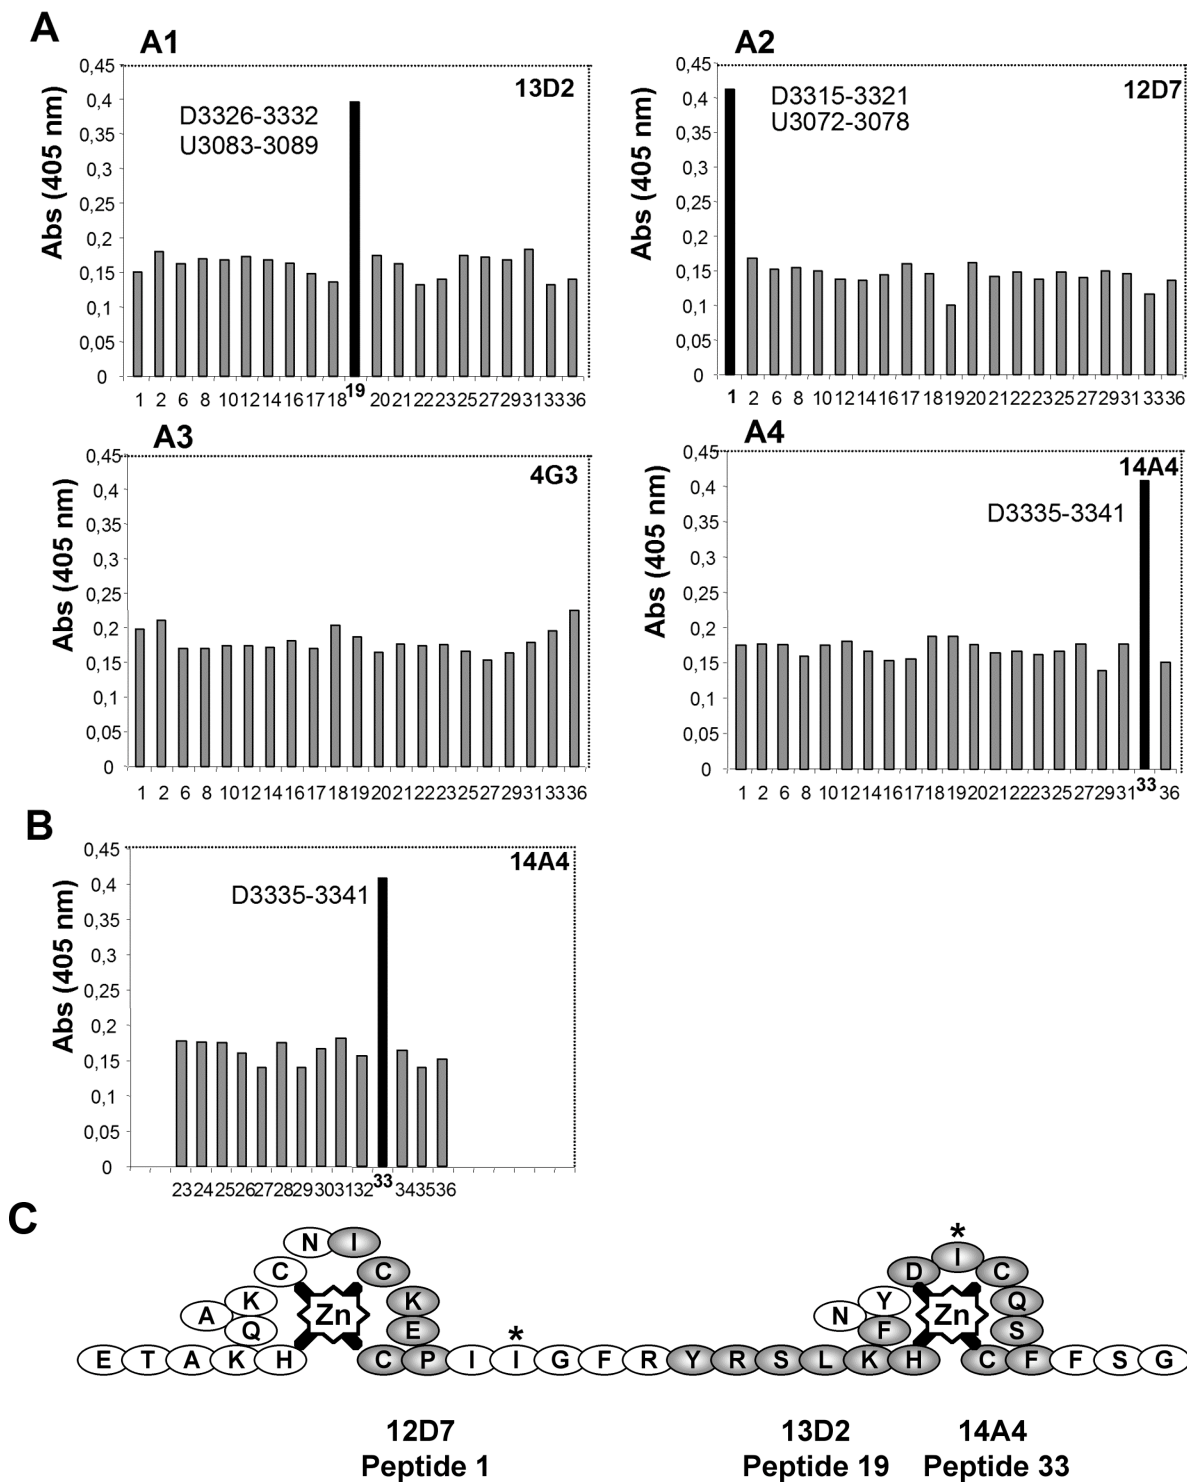 A
A1
13D2
D3326-3332
U3083-3089
Abs (405 nm)
0,45
0,4
0,35
0,3
0,25
0,2
0,15
0,1
0,05
0
1 2 6 8 10 12 14 16 17 18 19 20 21 22 23 25 27 29 31 33 36
A2
12D7
D3315-3321
U3072-3078
Abs (405 nm)
0,45
0,4
0,35
0,3
0,25
0,2
0,15
0,1
0,05
0
1 2 6 8 10 12 14 16 17 18 19 20 21 22 23 25 27 29 31 33 36
A3
4G3
Abs (405 nm)
0,45
0,4
0,35
0,3
0,25
0,2
0,15
0,1
0,05
0
1 2 6 8 10 12 14 16 17 18 19 20 21 22 23 25 27 29 31 33 36
A4
14A4
D3335-3341
Abs (405 nm)
0,45
0,4
0,35
0,3
0,25
0,2
0,15
0,1
0,05
0
1 2 6 8 10 12 14 16 17 18 19 20 21 22 23 25 27 29 31 33 36
B
14A4
D3335-3341
Abs (405 nm)
0,45
0,4
0,35
0,3
0,25
0,2
0,15
0,1
0,05
0
23 24 25 26 27 28 29 30 31 32 33 34 35 36
C
*
N I I
C C D C
K K Y Q
A Zn N Zn
Q E F S
*
E T A K H C P I I G F R Y R S L K H C F F S G
12D7 13D2 14A4
Peptide 1 Peptide 19 Peptide 33